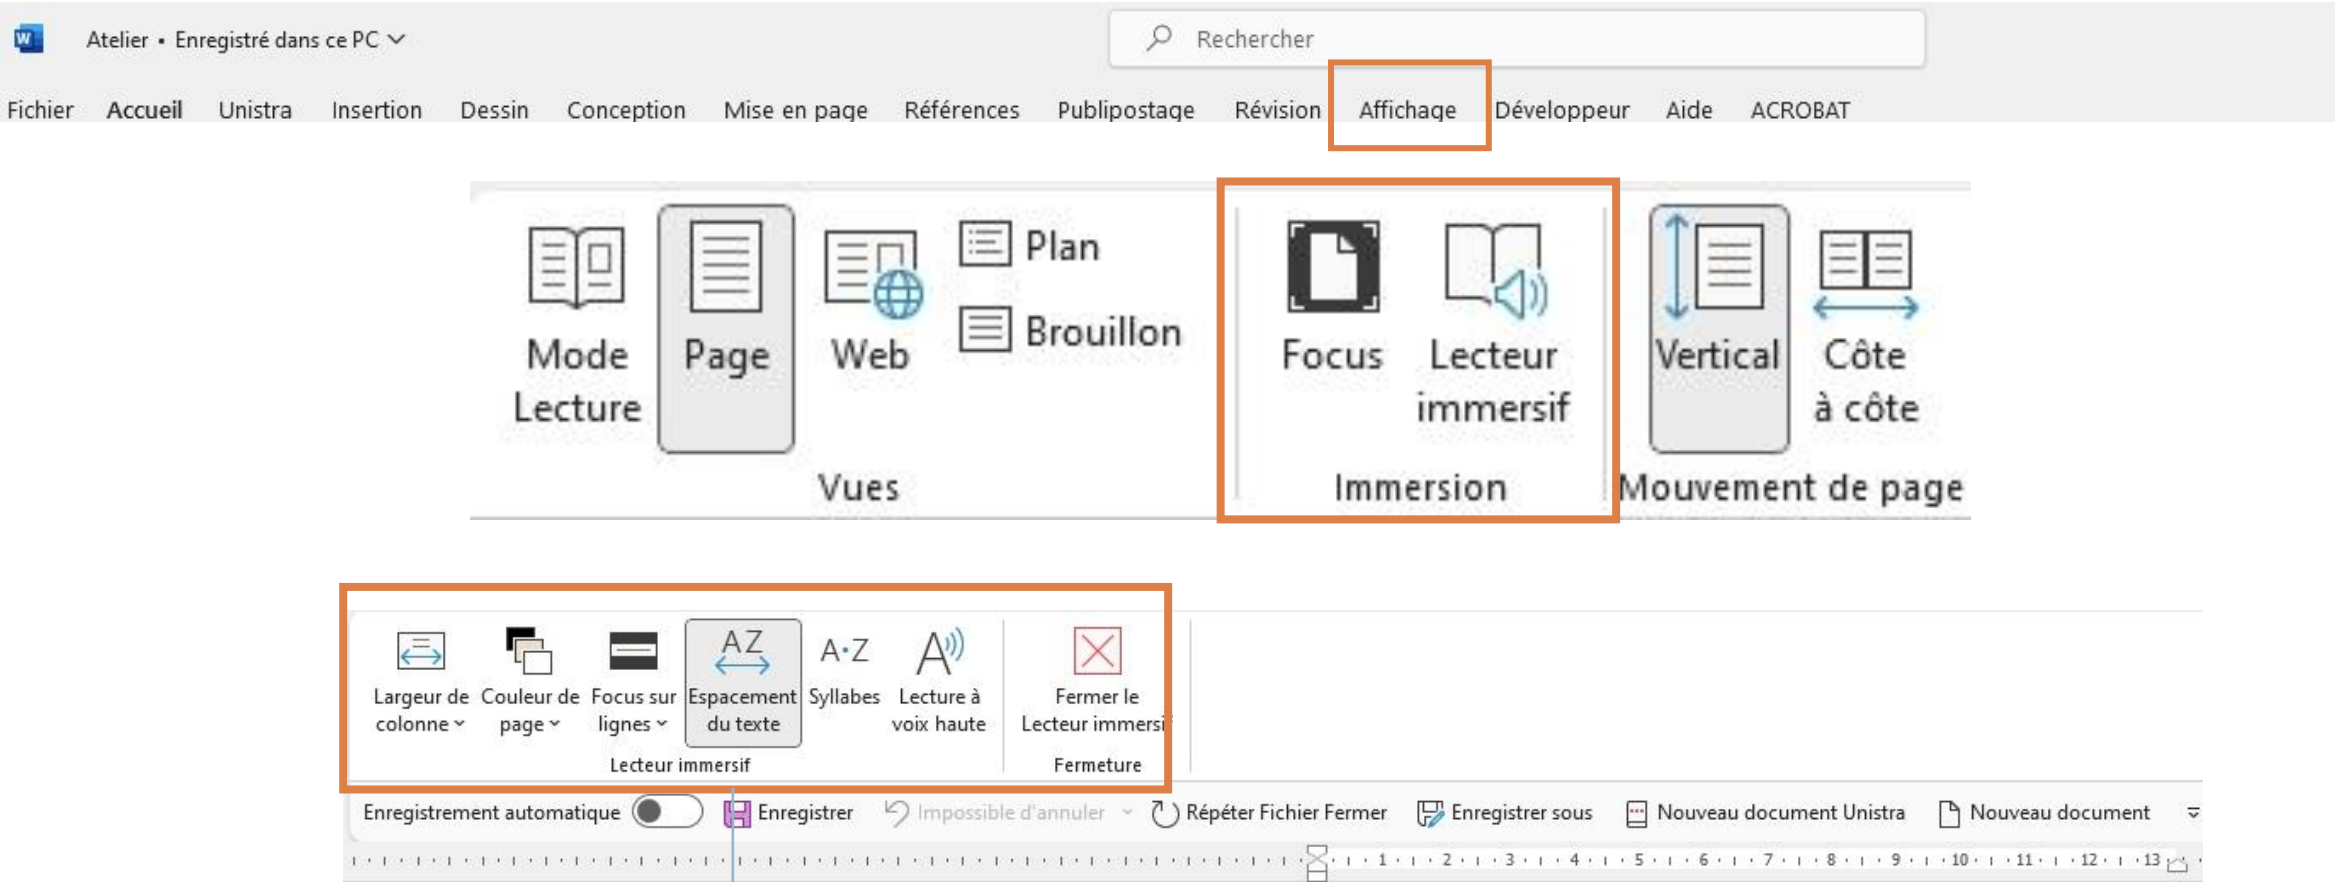 Atelier • Enregistré dans ce PC
Rechercher
Fichier Accueil Unistra Insertion Dessin Conception Mise en page Références Publipostage Révision Affichage Développeur Aide ACROBAT
Mode Lecture
Page
Web
Plan
Brouillon
Vues
Focus
Lecteur immersif
Immersion
Vertical
Côte à côte
Mouvement de page
Largeur de colonne
Couleur de page
Focus sur lignes
AZ
Espacement du texte
A·Z
Syllabes
A
Lecture à voix haute
Lecteur immersif
Fermer le Lecteur immersif
Fermeture
Enregistrement automatique Enregistrer Impossible d'annuler Répéter Fichier Fermer Enregistrer sous Nouveau document Unistra Nouveau document
1 2 3 4 5 6 7 8 9 10 11 12 13